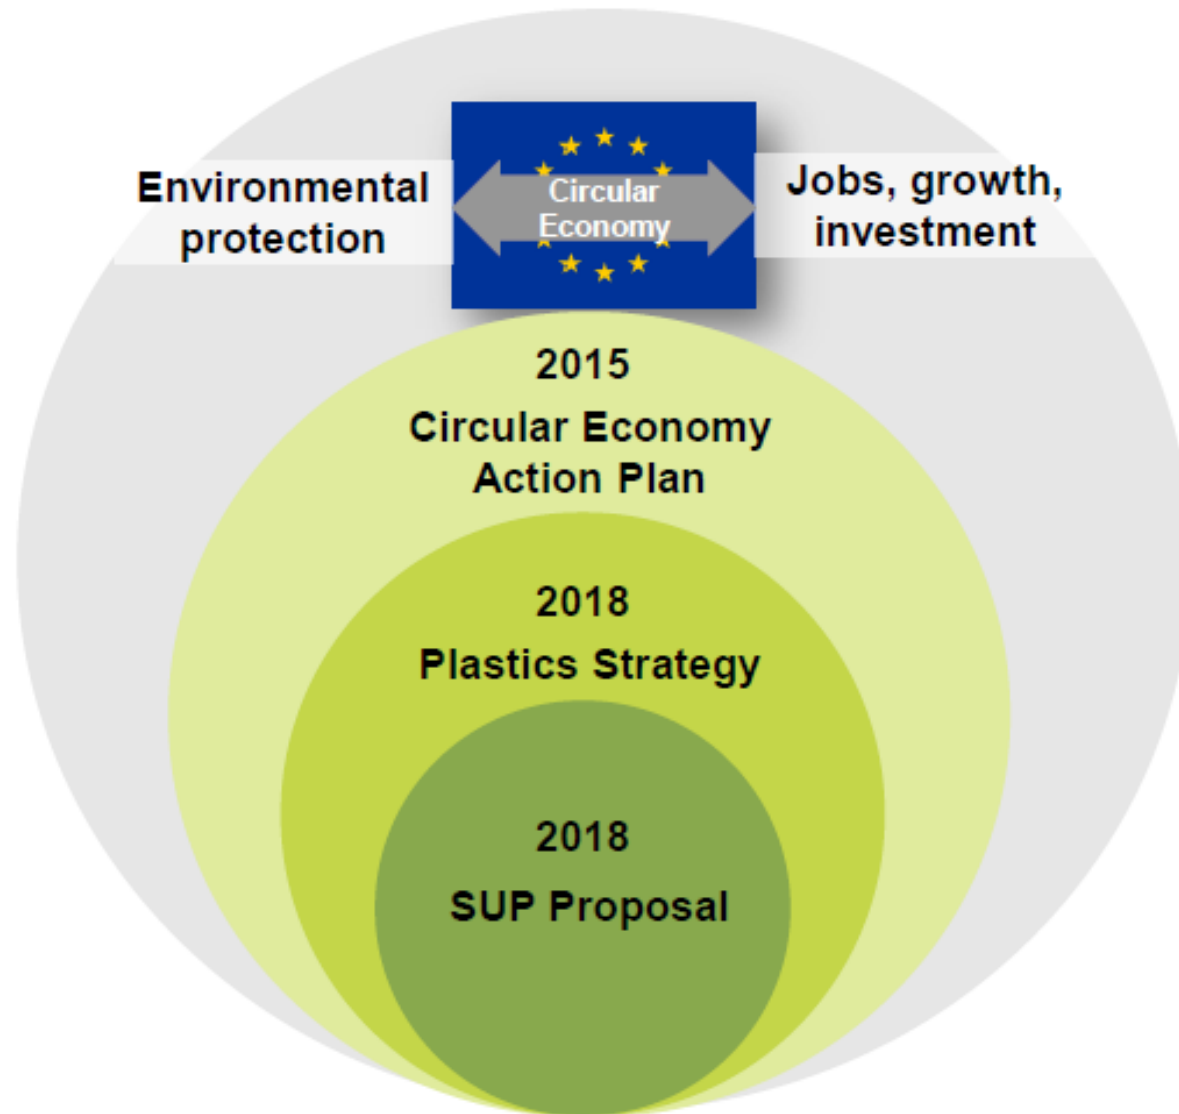 Environmental
protection
Circular
Economy
Jobs, growth,
investment
2015
Circular Economy
Action Plan
2018
Plastics Strategy
2018
SUP Proposal